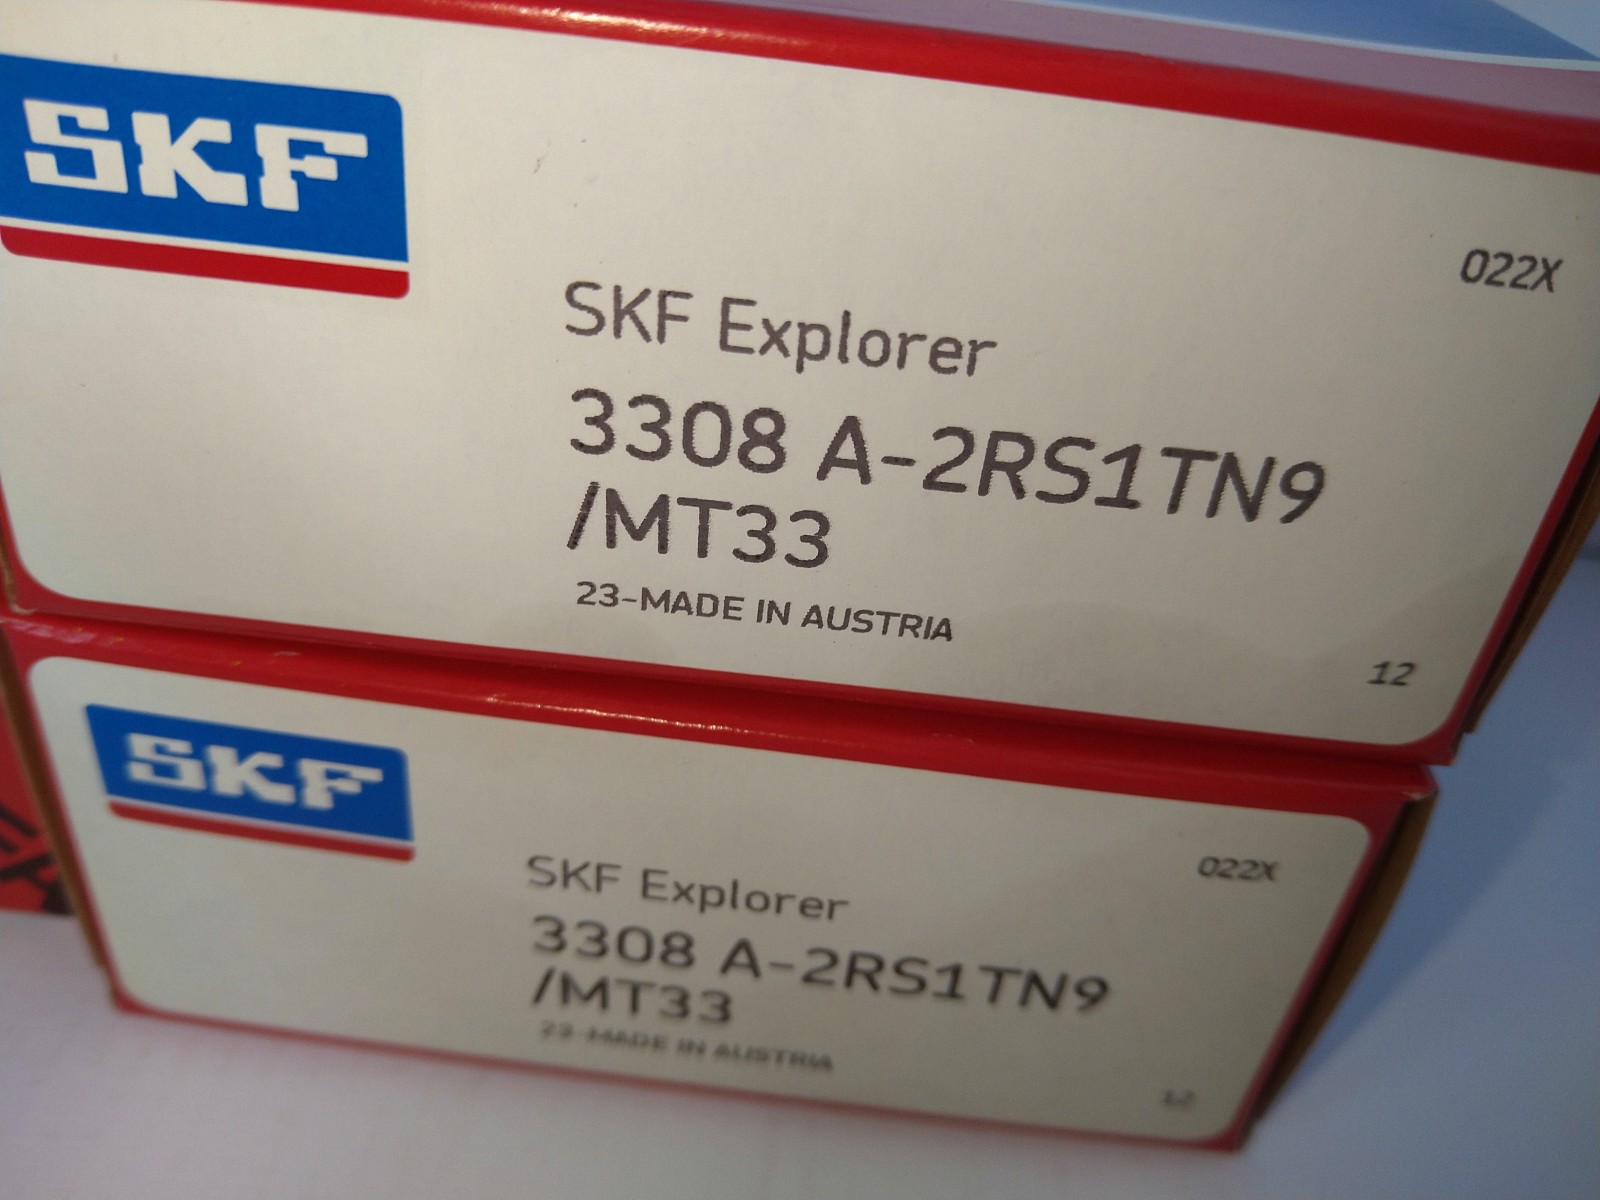 SKF
022X
SKF Explorer
3308 A-2RS1TN9
/MT33
23-MADE IN AUSTRIA
12
SKF
022X
SKF Explorer
3308 A-2RS1TN9
/MT33
23-MADE IN AUSTRIA
12